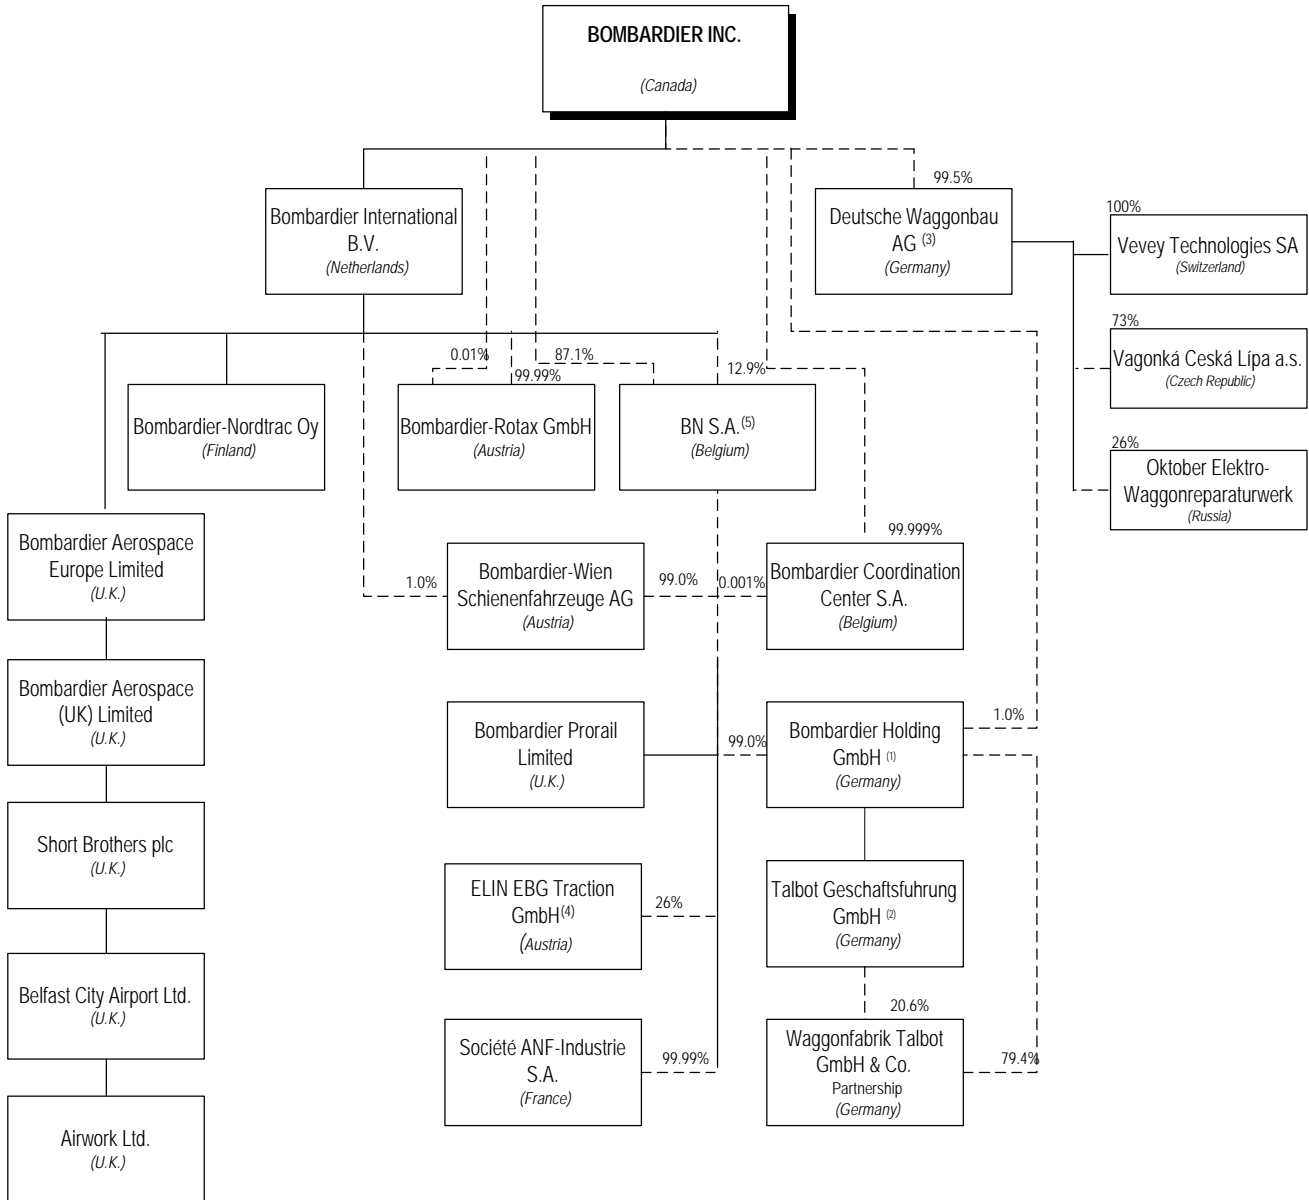 BOMBARDIER INC.
(Canada)
99.5%
Bombardier International
B.V.
(Netherlands)
Deutsche Waggonbau
AG (3)
(Germany)
100%
Vevey Technologies SA
(Switzerland)
73%
Vagonká Ceská Lípa a.s.
(Czech Republic)
26%
Oktober Elektro-
Waggonreparaturwerk
(Russia)
0.01%
99.99%
87.1%
12.9%
Bombardier-Nordtrac Oy
(Finland)
Bombardier-Rotax GmbH
(Austria)
BN S.A.(5)
(Belgium)
Bombardier Aerospace
Europe Limited
(U.K.)
1.0%
Bombardier-Wien
Schienenfahrzeuge AG
(Austria)
99.0%
0.001%
99.999%
Bombardier Coordination
Center S.A.
(Belgium)
Bombardier Aerospace
(UK) Limited
(U.K.)
Bombardier Prorail
Limited
(U.K.)
99.0%
Bombardier Holding
GmbH (1)
(Germany)
1.0%
Short Brothers plc
(U.K.)
ELIN EBG Traction
GmbH(4)
(Austria)
26%
Talbot Geschaftsfuhrung
GmbH (2)
(Germany)
Belfast City Airport Ltd.
(U.K.)
Société ANF-Industrie
S.A.
(France)
99.99%
20.6%
Waggonfabrik Talbot
GmbH & Co.
Partnership
(Germany)
79.4%
Airwork Ltd.
(U.K.)